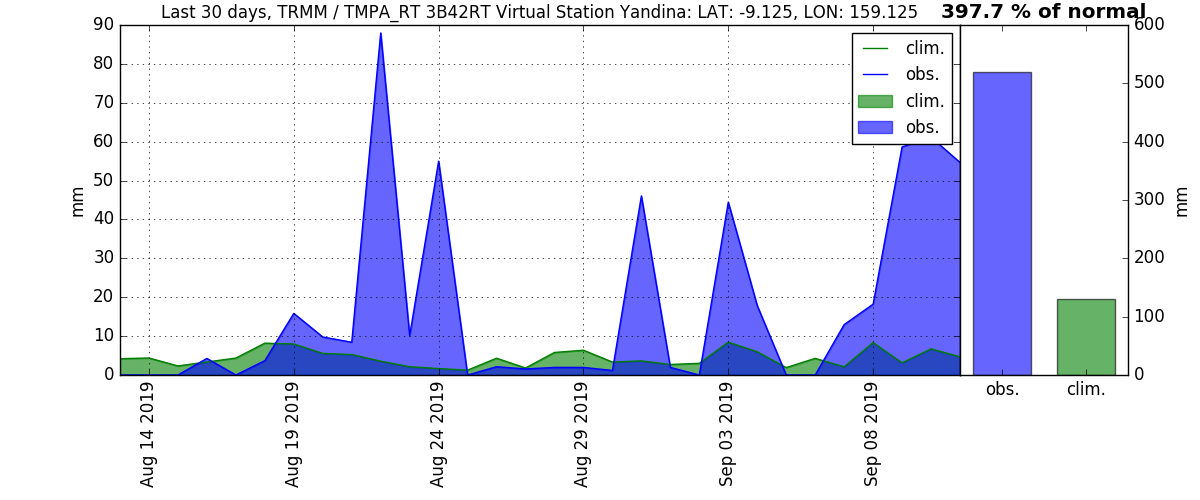 Last 30 days, TRMM / TMPA_RT 3B42RT Virtual Station Yandina: LAT: -9.125, LON: 159.125
397.7 % of normal
90
80
70
60
50
40
30
20
10
0
mm
clim.
obs.
clim.
obs.
600
500
400
300
200
100
0
mm
Aug 14 2019
Aug 19 2019
Aug 24 2019
Aug 29 2019
Sep 03 2019
Sep 08 2019
obs.
clim.